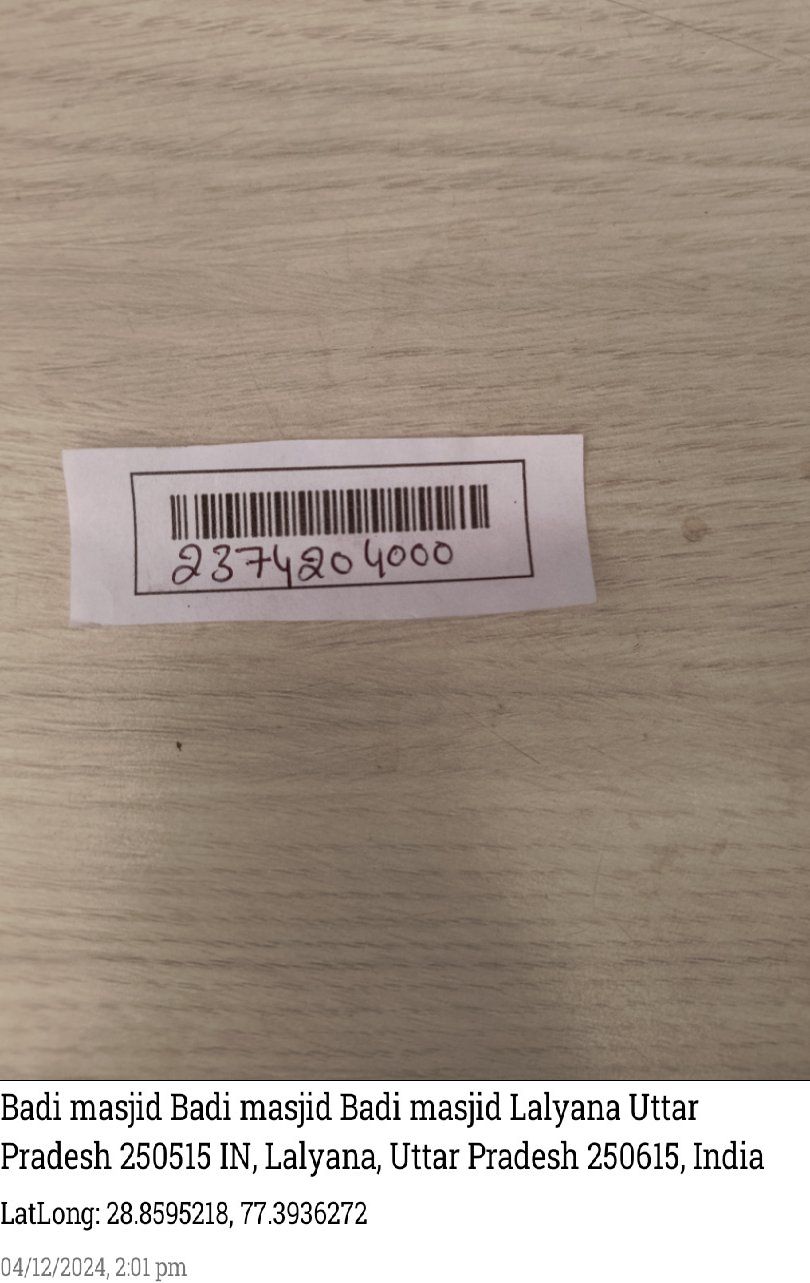 2374204000
Badi masjid Badi masjid Badi masjid Lalyana Uttar
Pradesh 250515 IN, Lalyana, Uttar Pradesh 250615, India
LatLong: 28.8595218, 77.3936272
04/12/2024, 2:01 pm